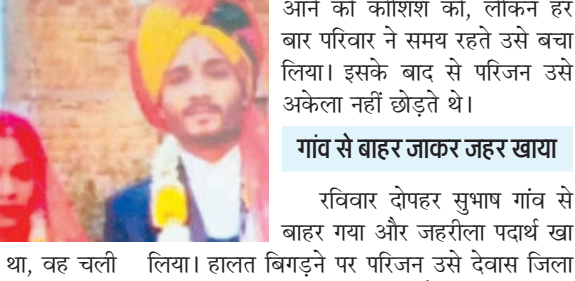 आने की कोशिश की, लेकिन हर
बार परिवार ने समय रहते उसे बचा
लिया। इसके बाद से परिजन उसे
अकेला नहीं छोड़ते थे।
गांव से बाहर जाकर जहर खाया
रविवार दोपहर सुभाष गांव से
बाहर गया और जहरीला पदार्थ खा
लिया। हालत बिगड़ने पर परिजन उसे देवास जिला
था, वह चली